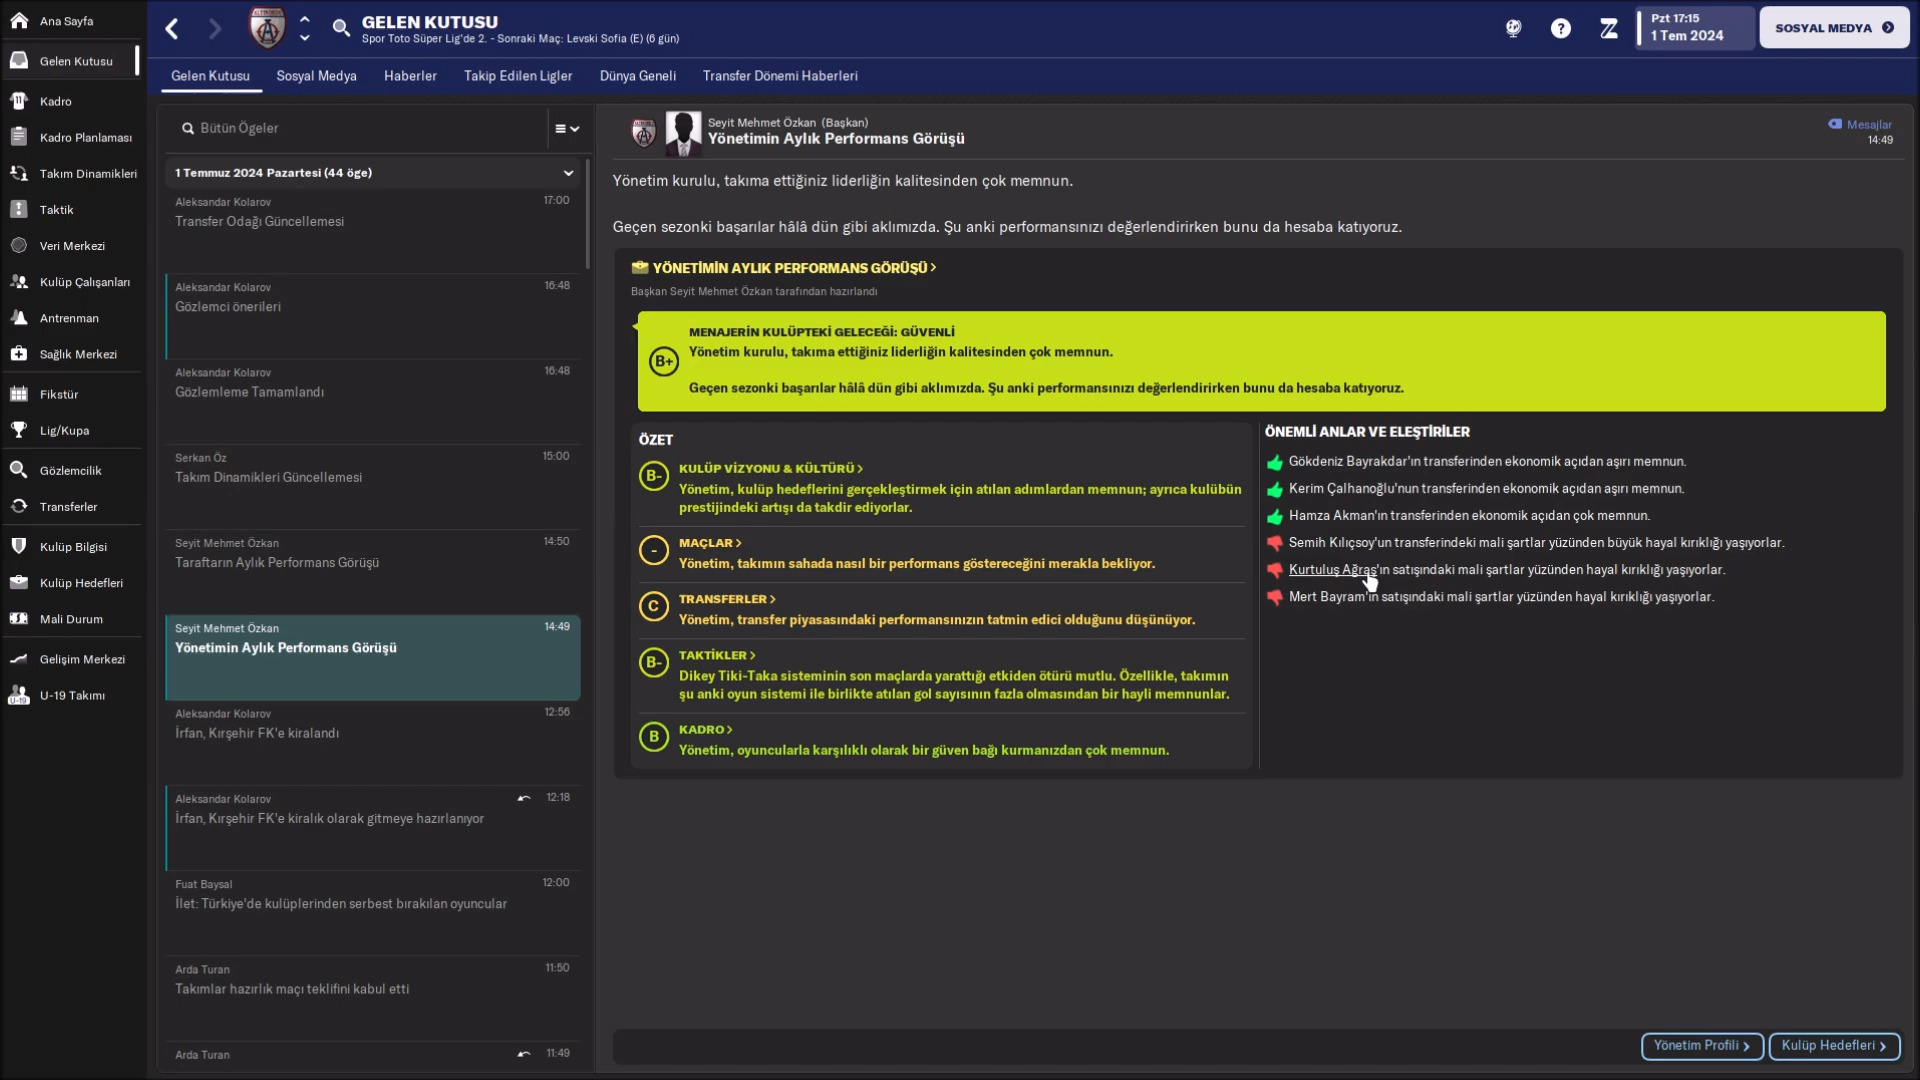 Ana Sayfa
Gelen Kutusu
Kadro
Kadro Planlaması
Takım Dinamikleri
Taktik
Veri Merkezi
Kulüp Çalışanları
Antrenman
Sağlık Merkezi
Fikstür
Lig/Kupa
Gözlemcilik
Transferler
Kulüp Bilgisi
Kulüp Hedefleri
Mali Durum
Gelişim Merkezi
U-19 Takımı
GELEN KUTUSU
Spor Toto Süper Lig'de 2. - Sonraki Maç: Levski Sofia (E) (6 gün)
Pzt 17:15
1 Tem 2024
SOSYAL MEDYA
Gelen Kutusu Sosyal Medya Haberler Takip Edilen Ligler Dünya Geneli Transfer Dönemi Haberleri
Bütün Ögeler
1 Temmuz 2024 Pazartesi (44 öge)
Aleksandar Kolarov 17:00
Transfer Odağı Güncellemesi
Aleksandar Kolarov 16:48
Gözlemci önerileri
Aleksandar Kolarov 16:48
Gözlemleme Tamamlandı
Serkan Öz 15:00
Takım Dinamikleri Güncellemesi
Seyit Mehmet Özkan 14:50
Taraftarın Aylık Performans Görüşü
Seyit Mehmet Özkan 14:49
Yönetimin Aylık Performans Görüşü
Aleksandar Kolarov 12:56
İrfan, Kırşehir FK'e kiralandı
Aleksandar Kolarov 12:18
İrfan, Kırşehir FK'e kiralık olarak gitmeye hazırlanıyor
Fuat Baysal 12:00
İlet: Türkiye'de kulüplerinden serbest bırakılan oyuncular
Arda Turan 11:50
Takımlar hazırlık maçı teklifini kabul etti
Arda Turan 11:49
Seyit Mehmet Özkan (Başkan)
Yönetimin Aylık Performans Görüşü
Mesajlar
14:49
Yönetim kurulu, takıma ettiğiniz liderliğin kalitesinden çok memnun.
Geçen sezonki başarılar hâlâ dün gibi aklımızda. Şu anki performansınızı değerlendirirken bunu da hesaba katıyoruz.
YÖNETİMİN AYLIK PERFORMANS GÖRÜŞÜ
Başkan Seyit Mehmet Özkan tarafından hazırlandı
B+
MENAJERİN KULÜPTEKİ GELECEĞİ: GÜVENLİ
Yönetim kurulu, takıma ettiğiniz liderliğin kalitesinden çok memnun.
Geçen sezonki başarılar hâlâ dün gibi aklımızda. Şu anki performansınızı değerlendirirken bunu da hesaba katıyoruz.
ÖZET
B-
KULÜP VİZYONU & KÜLTÜRÜ
Yönetim, kulüp hedeflerini gerçekleştirmek için atılan adımlardan memnun; ayrıca kulübün
prestijindeki artışı da takdir ediyorlar.
-
MAÇLAR
Yönetim, takımın sahada nasıl bir performans göstereceğini merakla bekliyor.
C
TRANSFERLER
Yönetim, transfer piyasasındaki performansınızın tatmin edici olduğunu düşünüyor.
B-
TAKTİKLER
Dikey Tiki-Taka sisteminin son maçlarda yarattığı etkiden ötürü mutlu. Özellikle, takımın
şu anki oyun sistemi ile birlikte atılan gol sayısının fazla olmasından bir hayli memnunlar.
B
KADRO
Yönetim, oyuncularla karşılıklı olarak bir güven bağı kurmanızdan çok memnun.
ÖNEMLİ ANLAR VE ELEŞTİRİLER
Gökdeniz Bayrakdar'ın transferinden ekonomik açıdan aşırı memnun.
Kerim Çalhanoğlu'nun transferinden ekonomik açıdan aşırı memnun.
Hamza Akman'ın transferinden ekonomik açıdan çok memnun.
Semih Kılıçsoy'un transferindeki mali şartlar yüzünden büyük hayal kırıklığı yaşıyorlar.
Kurtuluş Ağraş'ın satışındaki mali şartlar yüzünden hayal kırıklığı yaşıyorlar.
Mert Bayram'ın satışındaki mali şartlar yüzünden hayal kırıklığı yaşıyorlar.
Yönetim Profili
Kulüp Hedefleri